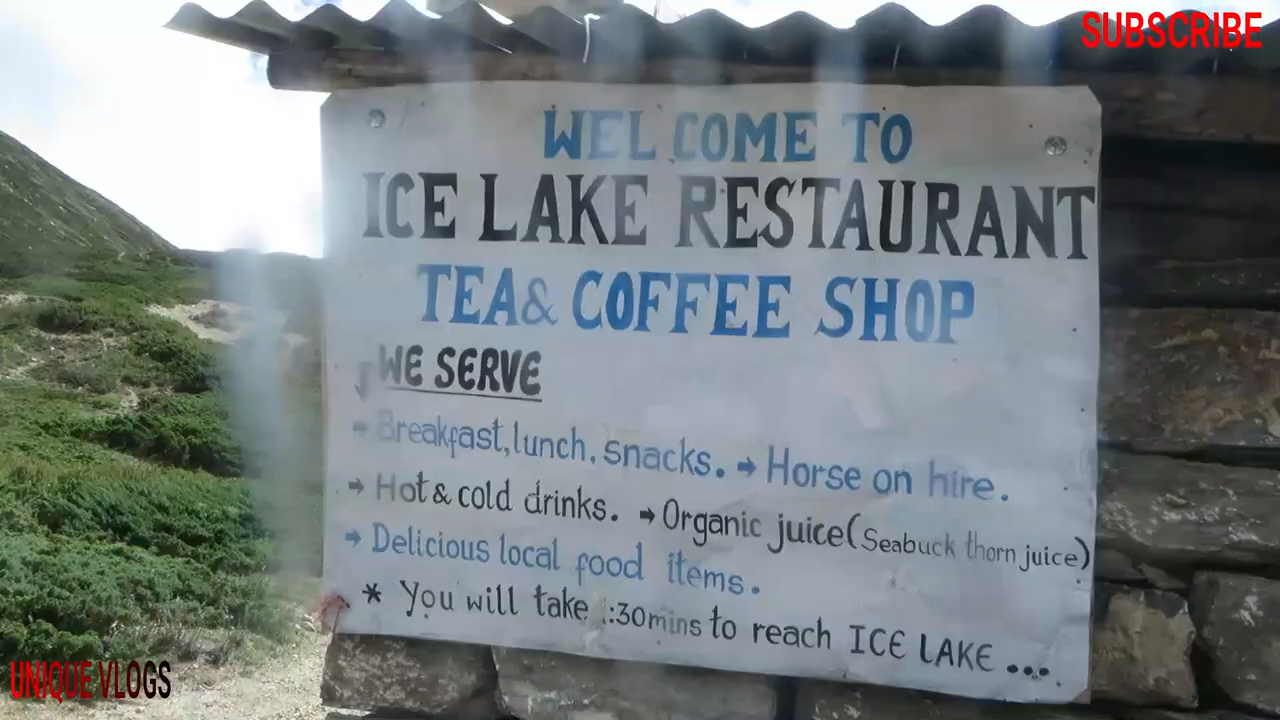 SUBSCRIBE
WELCOME TO
ICE LAKE RESTAURANT
TEA & COFFEE SHOP
WE SERVE
→ Breakfast, lunch, snacks. → Horse on hire.
→ Hot & cold drinks. → Organic juice (Seabuck thorn juice)
→ Delicious local food items.
* You will take 1:30mins to reach ICE LAKE ...
UNIQUE VLOGS